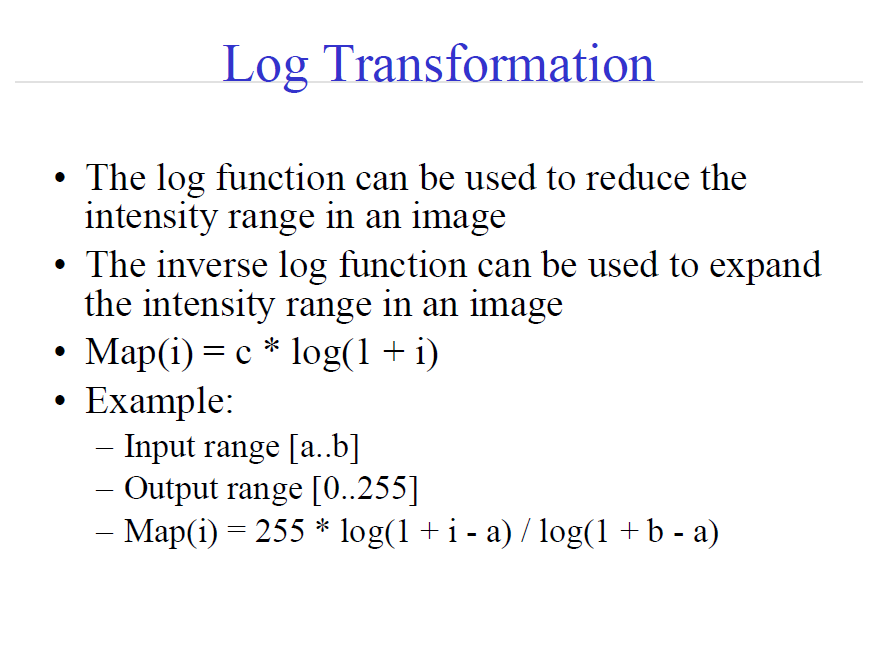 Log Transformation
• The log function can be used to reduce the
intensity range in an image
• The inverse log function can be used to expand
the intensity range in an image
• Map(i) = c * log(1 + i)
• Example:
– Input range [a..b]
– Output range [0..255]
– Map(i) = 255 * log(1 + i - a) / log(1 + b - a)